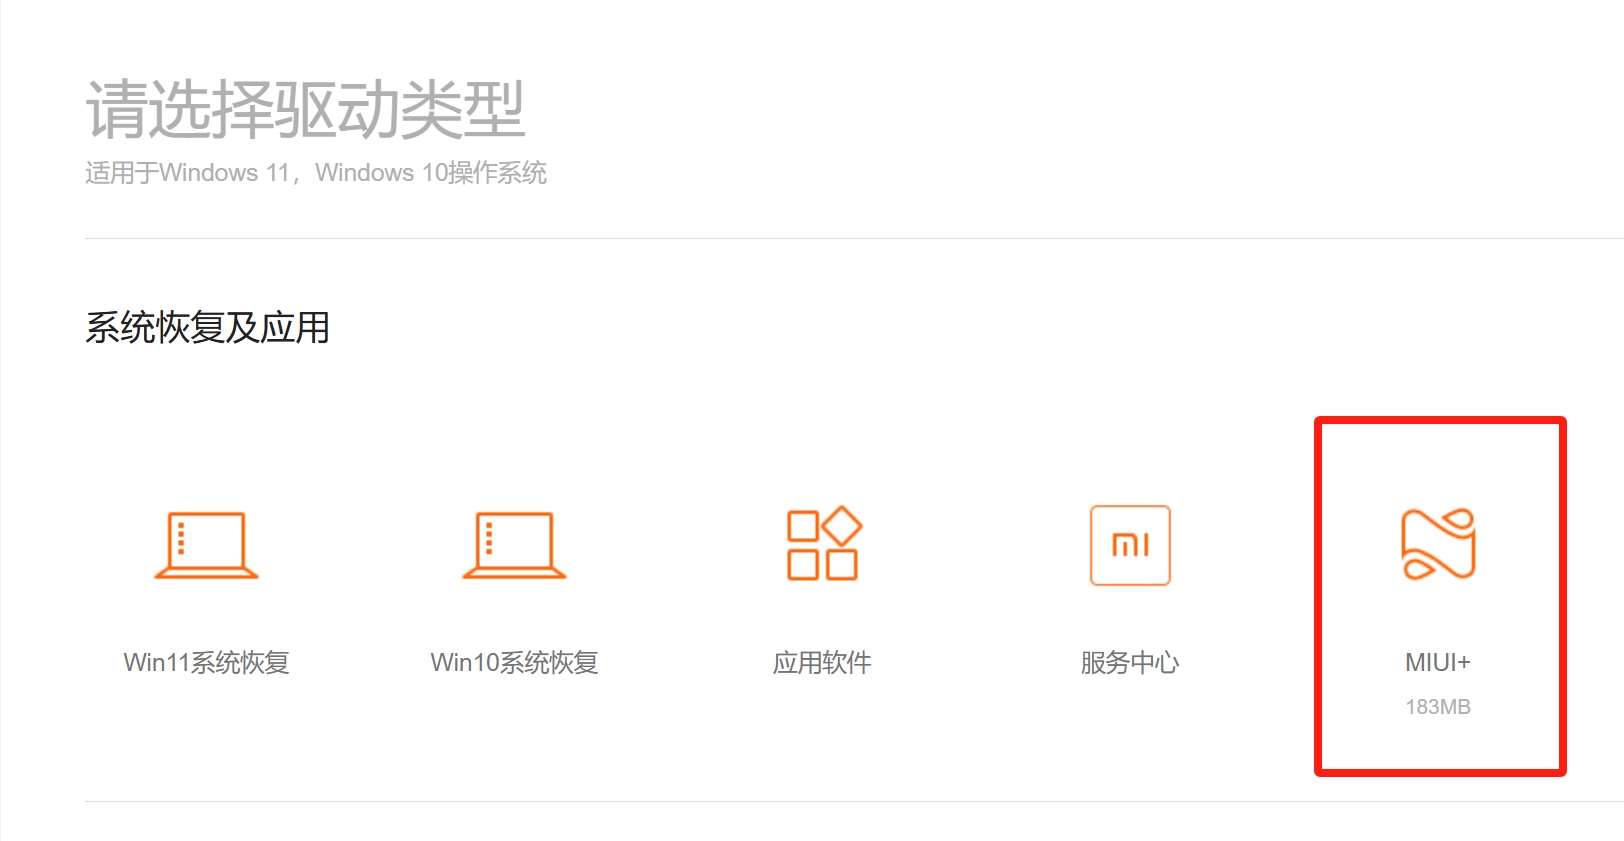 请选择驱动类型
适用于Windows 11，Windows 10操作系统
系统恢复及应用
Win11系统恢复
Win10系统恢复
应用软件
mi
服务中心
MIUI+
183MB